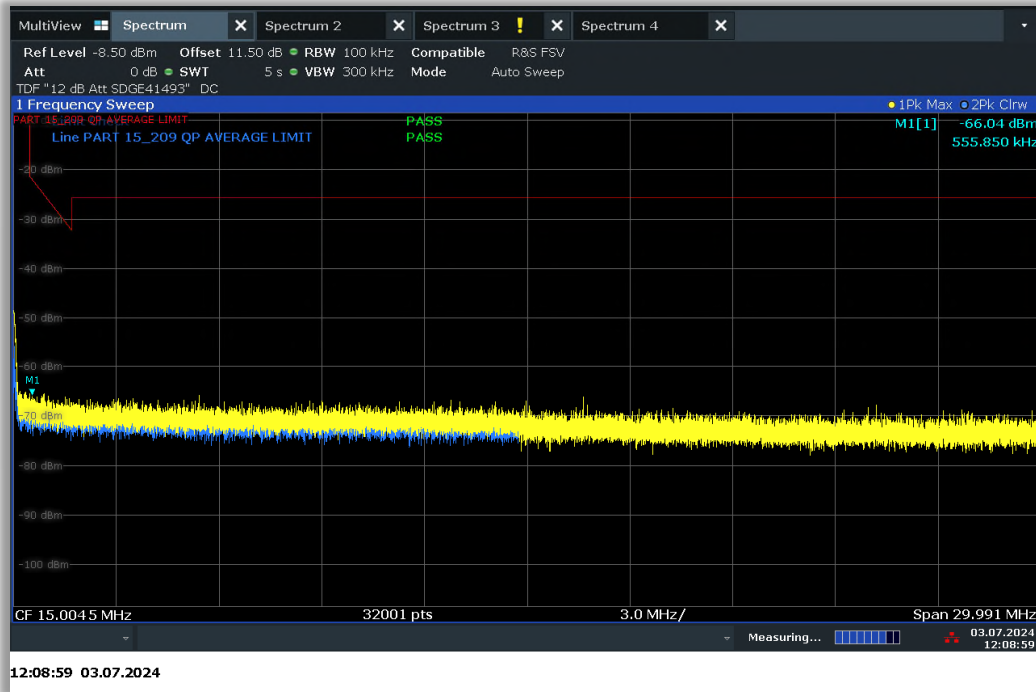 MultiView Spectrum Spectrum 2 Spectrum 3 ! Spectrum 4
Ref Level -8.50 dBm Offset 11.50 dB RBW 100 kHz Compatible R&S FSV
Att 0 dB SWT 5 s VBW 300 kHz Mode Auto Sweep
TDF "12 dB Att SDGE41493" DC
1 Frequency Sweep 1Pk Max 2Pk Clrw
PART 15_209 QP AVERAGE LIMIT PASS M1[1] -66.04 dBm
Line PART 15_209 QP AVERAGE LIMIT PASS 555.850 kHz
-20 dBm
-30 dBm
-40 dBm
-50 dBm
-60 dBm
M1
-70 dBm
-80 dBm
-90 dBm
-100 dBm
CF 15.0045 MHz 32001 pts 3.0 MHz/ Span 29.991 MHz
Measuring... 03.07.2024
12:08:59
12:08:59 03.07.2024